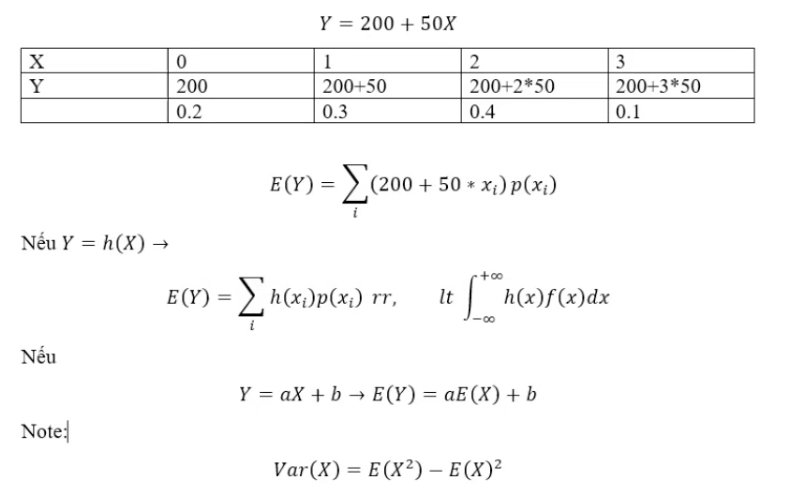 Y = 200 + 50X
X 0 1 2 3
Y 200 200+50 200+2*50 200+3*50
0.2 0.3 0.4 0.1
E(Y) = ∑_i (200 + 50 * x_i) p(x_i)
Nếu Y = h(X) →
E(Y) = ∑_i h(x_i)p(x_i) rr, lt ∫_{-∞}^{+∞} h(x)f(x)dx
Nếu
Y = aX + b → E(Y) = aE(X) + b
Note:
Var(X) = E(X²) − E(X)²